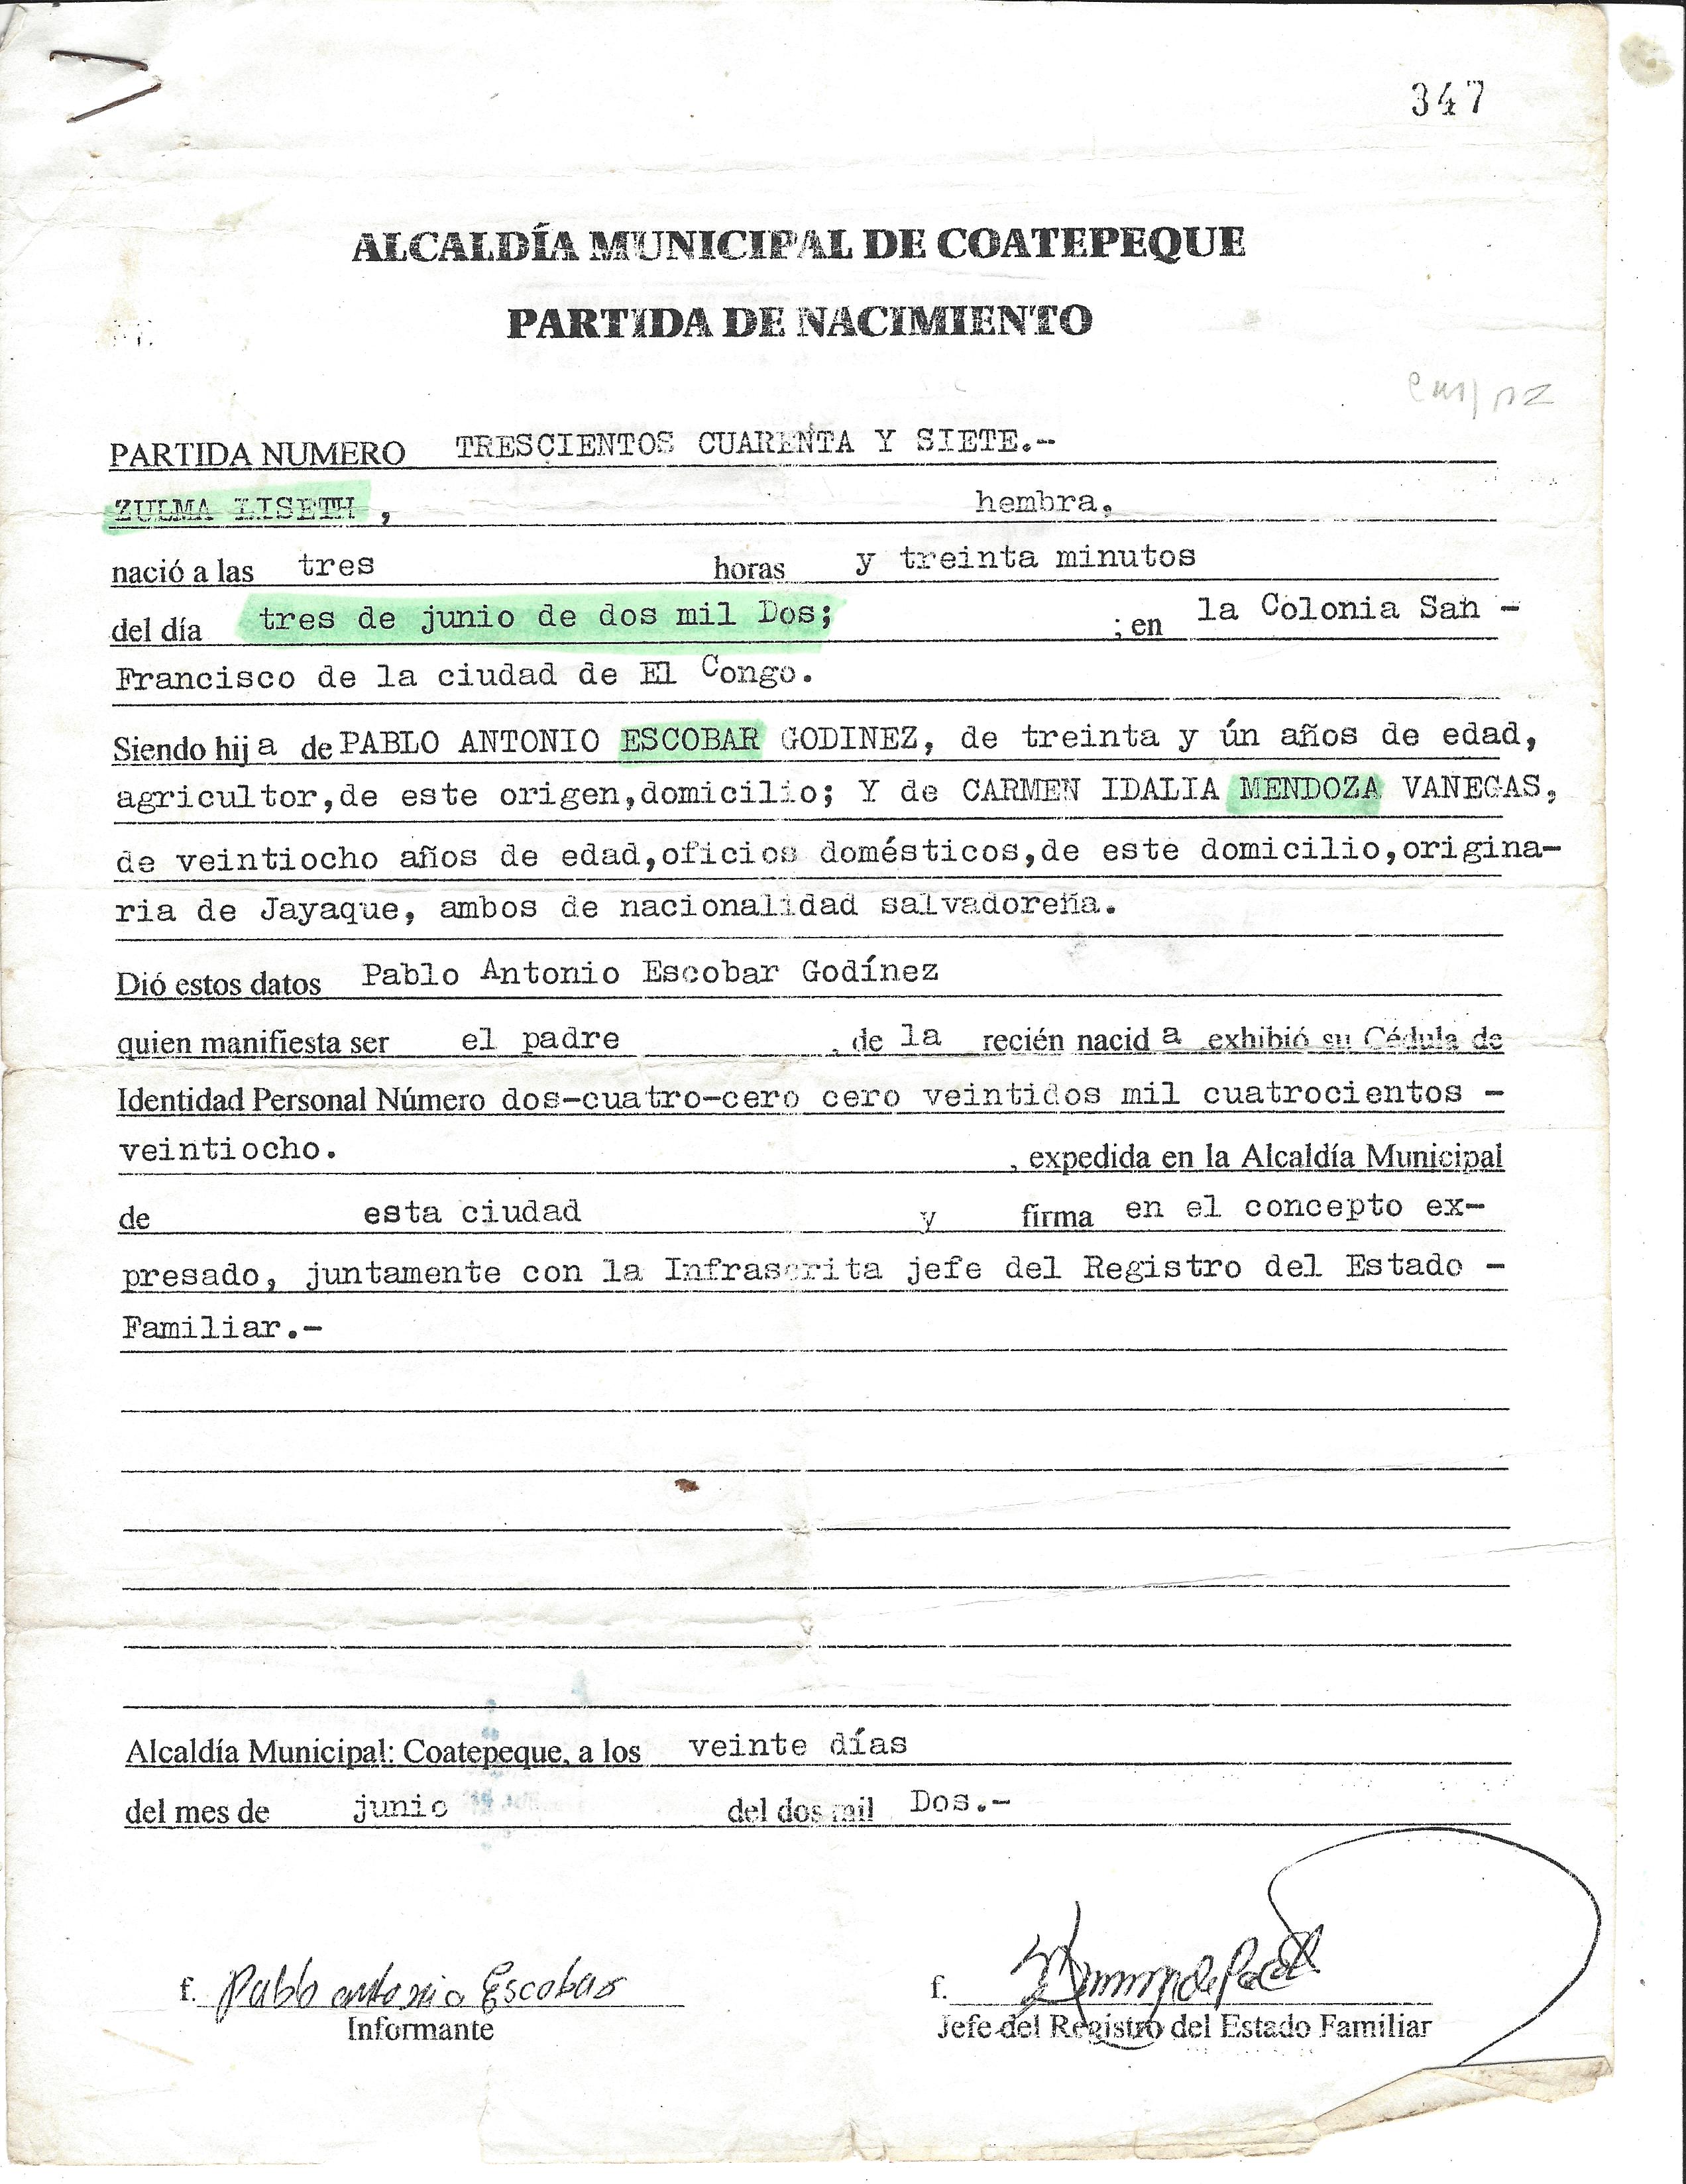 347
ALCALDÍA MUNICIPAL DE COATEPEQUE
PARTIDA DE NACIMIENTO
PARTIDA NUMERO TRESCIENTOS CUARENTA Y SIETE.-
ZULMA LISETH, hembra,
nació a las tres horas y treinta minutos
del día tres de junio de dos mil Dos; ; en la Colonia San -
Francisco de la ciudad de El Congo.
Siendo hija de PABLO ANTONIO ESCOBAR GODINEZ, de treinta y ún años de edad,
agricultor,de este origen,domicilio; Y de CARMEN IDALIA MENDOZA VANEGAS,
de veintiocho años de edad,oficios domésticos,de este domicilio,origina-
ria de Jayaque, ambos de nacionalidad salvadoreña.
Dió estos datos Pablo Antonio Escobar Godínez
quien manifiesta ser el padre , de la recién nacida exhibió su Cédula de
Identidad Personal Número dos-cuatro-cero cero veintidos mil cuatrocientos -
veintiocho. , expedida en la Alcaldía Municipal
de esta ciudad y firma en el concepto ex-
presado, juntamente con la Infrascrita jefe del Registro del Estado -
Familiar.-
Alcaldía Municipal: Coatepeque, a los veinte días
del mes de junio del dos mil Dos.-
f. Pablo antonio Escobar f.
Informante Jefe del Registro del Estado Familiar